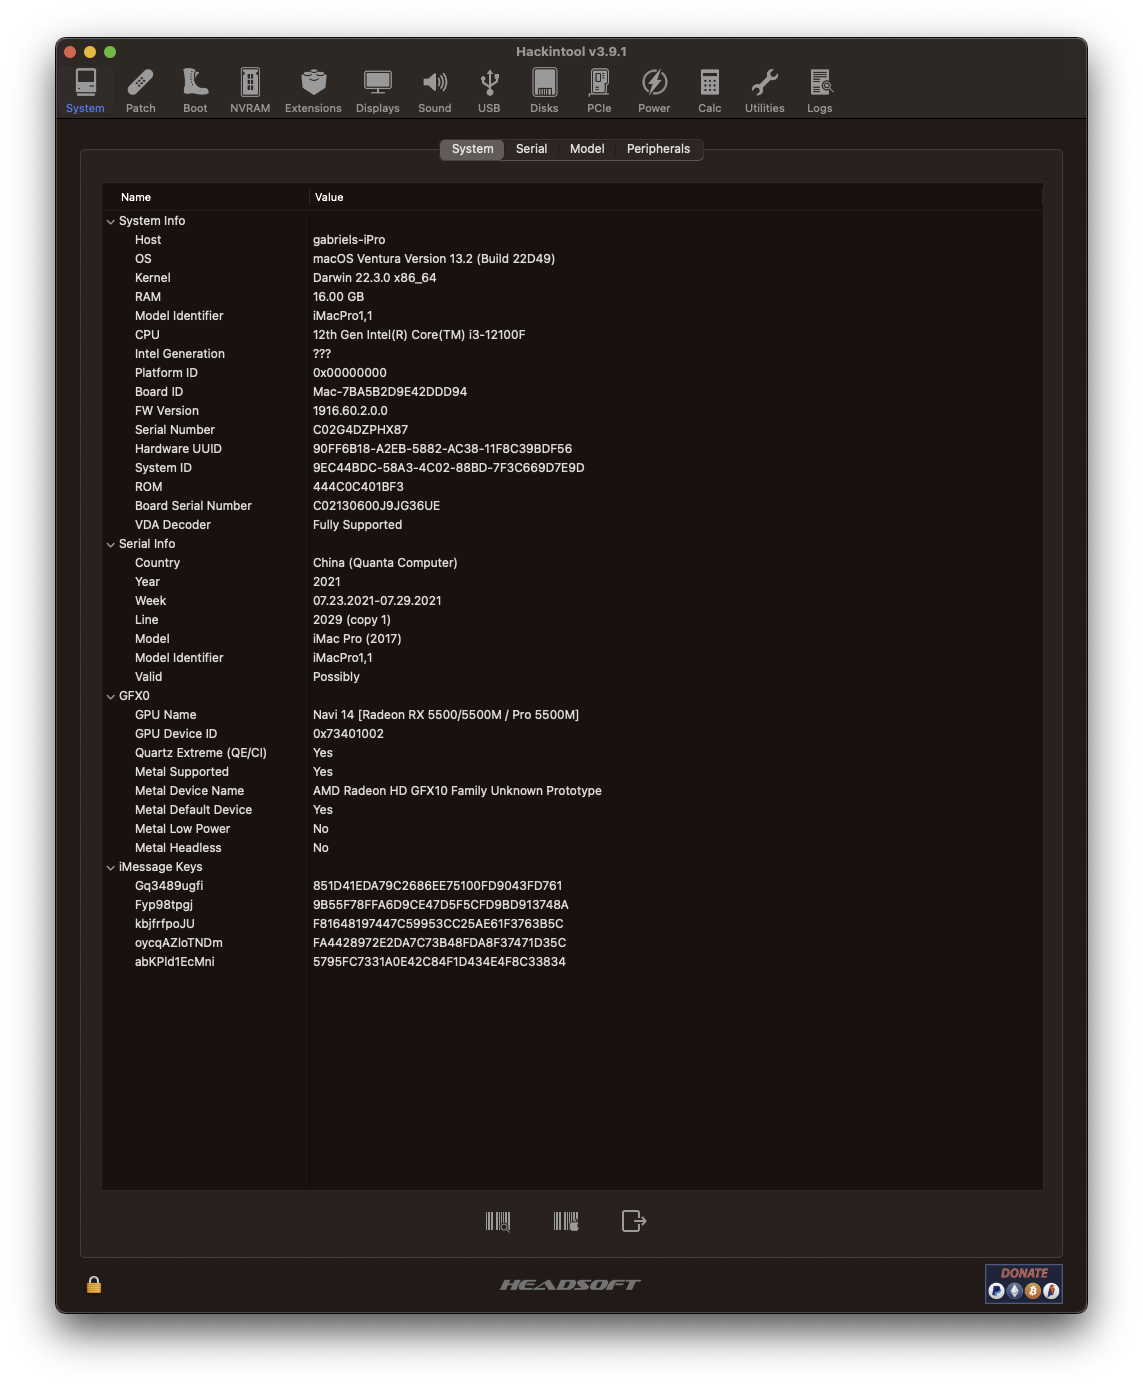 Hackintool v3.9.1
System Patch Boot NVRAM Extensions Displays Sound USB Disks PCIe Power Calc Utilities Logs
System Serial Model Peripherals
Name Value
System Info
Host gabriels-iPro
OS macOS Ventura Version 13.2 (Build 22D49)
Kernel Darwin 22.3.0 x86_64
RAM 16.00 GB
Model Identifier iMacPro1,1
CPU 12th Gen Intel(R) Core(TM) i3-12100F
Intel Generation ???
Platform ID 0x00000000
Board ID Mac-7BA5B2D9E42DDD94
FW Version 1916.60.2.0.0
Serial Number C02G4DZPHX87
Hardware UUID 90FF6B18-A2EB-5882-AC38-11F8C39BDF56
System ID 9EC44BDC-58A3-4C02-88BD-7F3C669D7E9D
ROM 444C0C401BF3
Board Serial Number C02130600J9JG36UE
VDA Decoder Fully Supported
Serial Info
Country China (Quanta Computer)
Year 2021
Week 07.23.2021-07.29.2021
Line 2029 (copy 1)
Model iMac Pro (2017)
Model Identifier iMacPro1,1
Valid Possibly
GFX0
GPU Name Navi 14 [Radeon RX 5500/5500M / Pro 5500M]
GPU Device ID 0x73401002
Quartz Extreme (QE/CI) Yes
Metal Supported Yes
Metal Device Name AMD Radeon HD GFX10 Family Unknown Prototype
Metal Default Device Yes
Metal Low Power No
Metal Headless No
iMessage Keys
Gq3489ugfi 851D41EDA79C2686EE75100FD9043FD761
Fyp98tpgj 9B55F78FFA6D9CE47D5F5CFD9BD913748A
kbjfrfpoJU F81648197447C59953CC25AE61F3763B5C
oycqAZloTNDm FA4428972E2DA7C73B48FDA8F37471D35C
abKPld1EcMni 5795FC7331A0E42C84F1D434E4F8C33834
HEADSOFT
DONATE